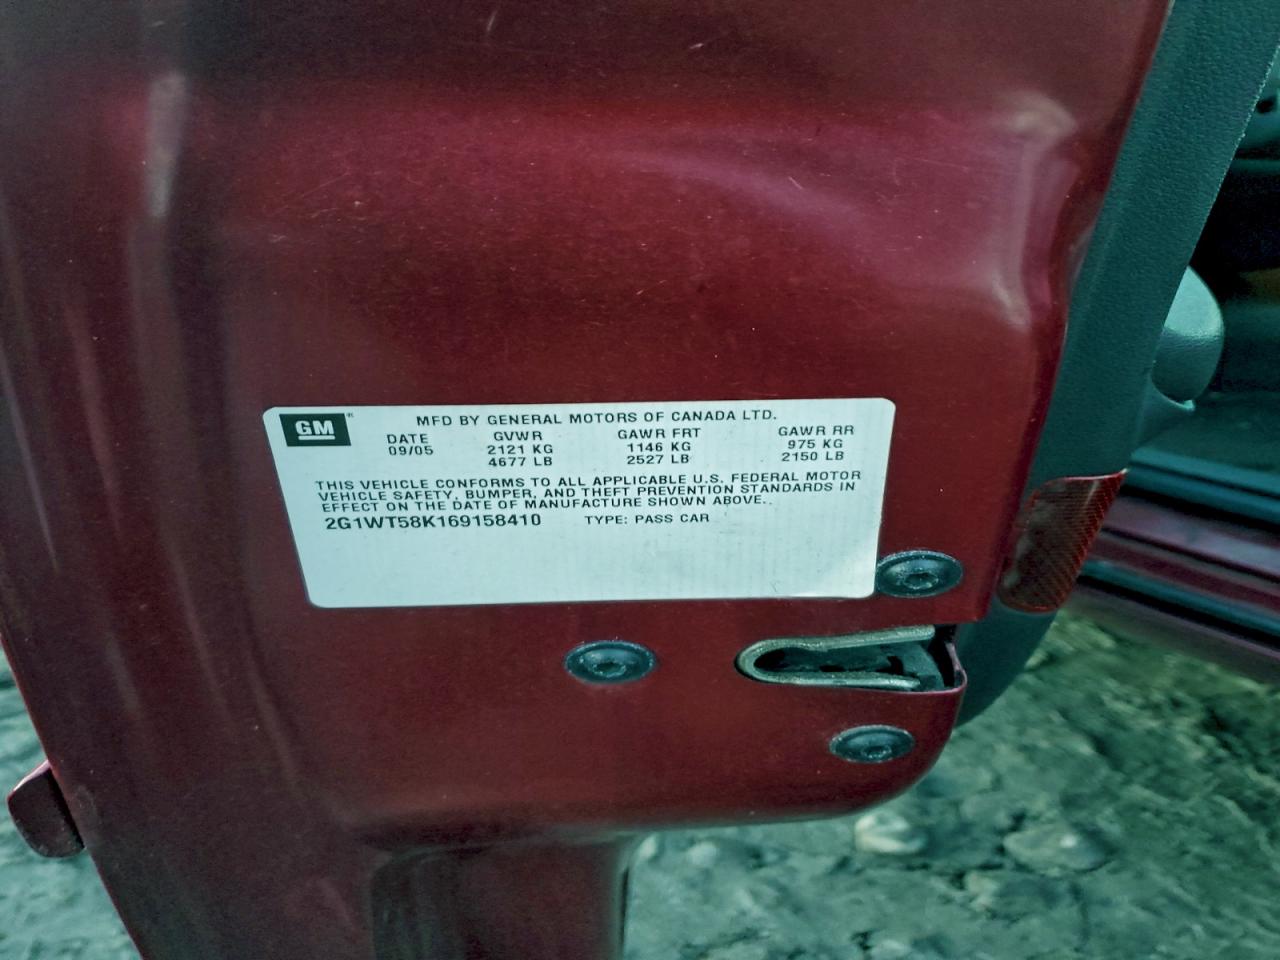 GM
MFD BY GENERAL MOTORS OF CANADA LTD.
DATE GVWR GAWR FRT GAWR RR
09/05 2121 KG 1146 KG 975 KG
4677 LB 2527 LB 2150 LB
THIS VEHICLE CONFORMS TO ALL APPLICABLE U.S. FEDERAL MOTOR
VEHICLE SAFETY, BUMPER, AND THEFT PREVENTION STANDARDS IN
EFFECT ON THE DATE OF MANUFACTURE SHOWN ABOVE.
2G1WT58K169158410 TYPE: PASS CAR